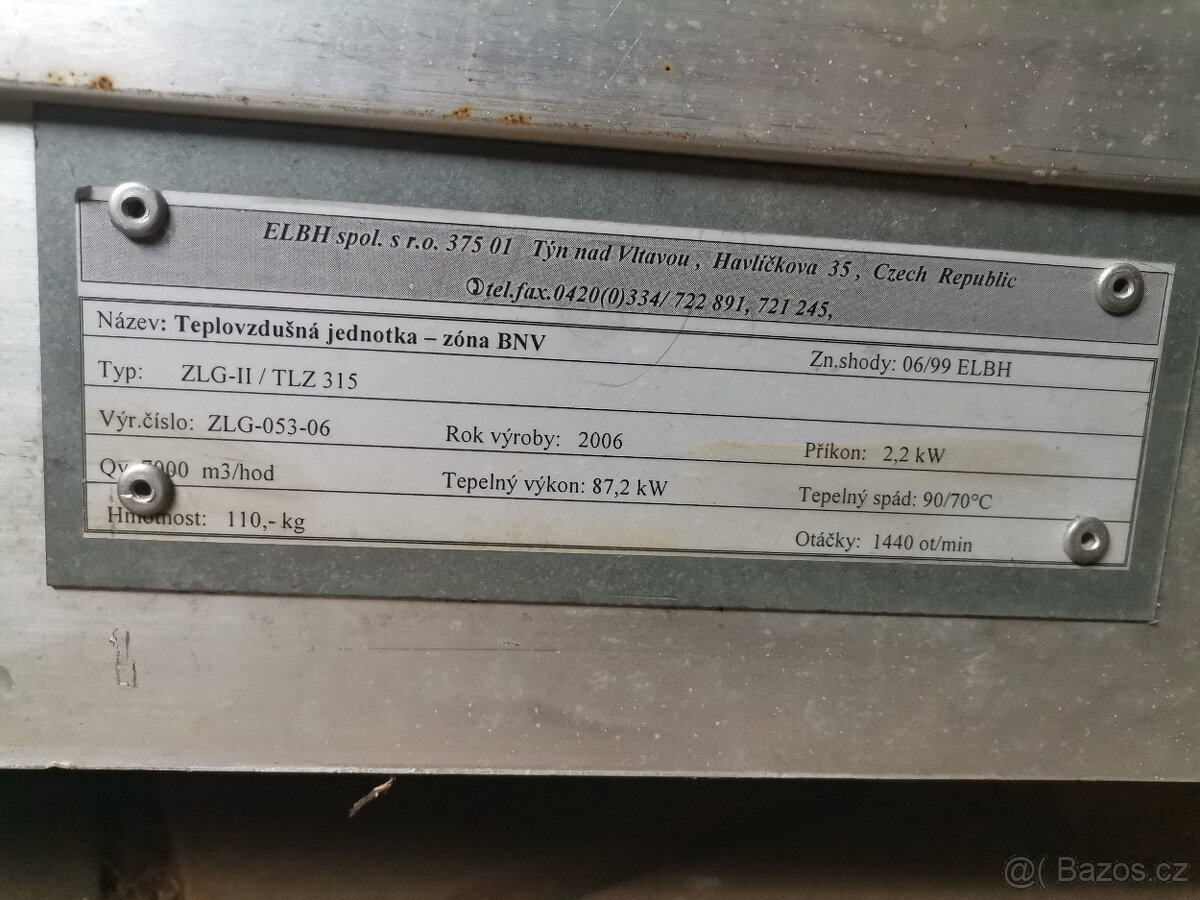 ELBH spol. s r.o. 375 01 Týn nad Vltavou , Havlíčkova 35 , Czech Republic
tel.fax.0420(0)334/ 722 891, 721 245,
Název: Teplovzdušná jednotka – zóna BNV Zn.shody: 06/99 ELBH
Typ: ZLG-II / TLZ 315
Výr.číslo: ZLG-053-06 Rok výroby: 2006 Příkon: 2,2 kW
Qv 7000 m3/hod Tepelný výkon: 87,2 kW Tepelný spád: 90/70°C
Hmotnost: 110,- kg Otáčky: 1440 ot/min
@( Bazos.cz